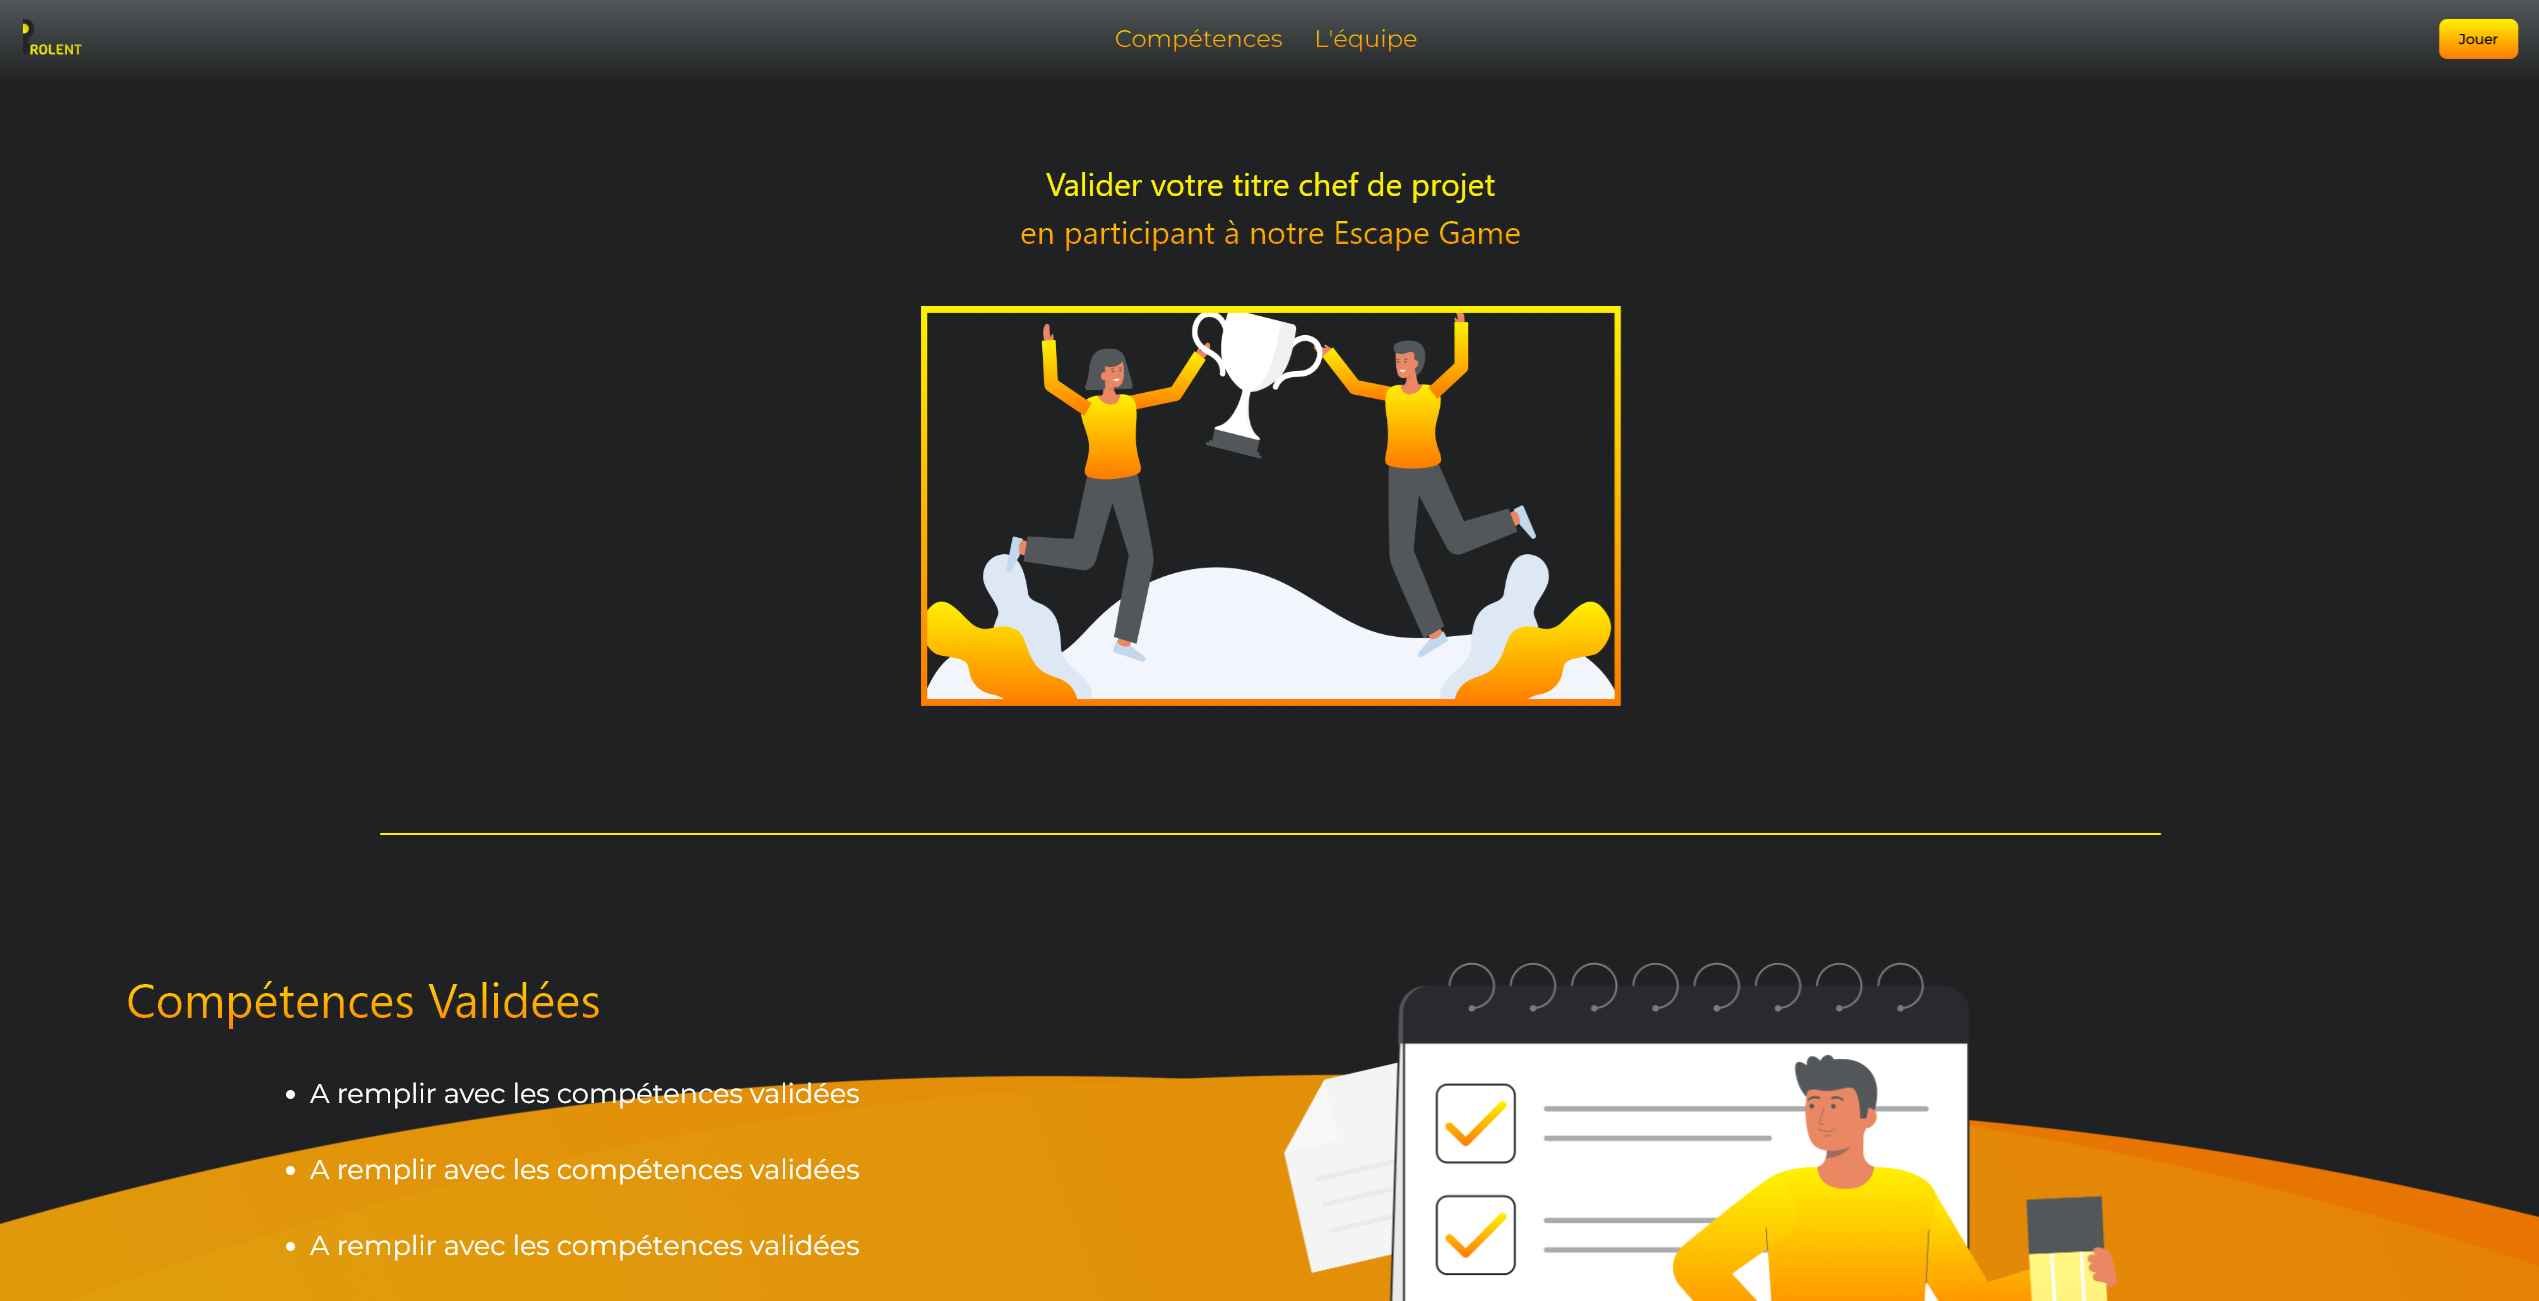 PROLENT
Compétences L'équipe
Jouer
Valider votre titre chef de projet
en participant à notre Escape Game
Compétences Validées
• A remplir avec les compétences validées
• A remplir avec les compétences validées
• A remplir avec les compétences validées